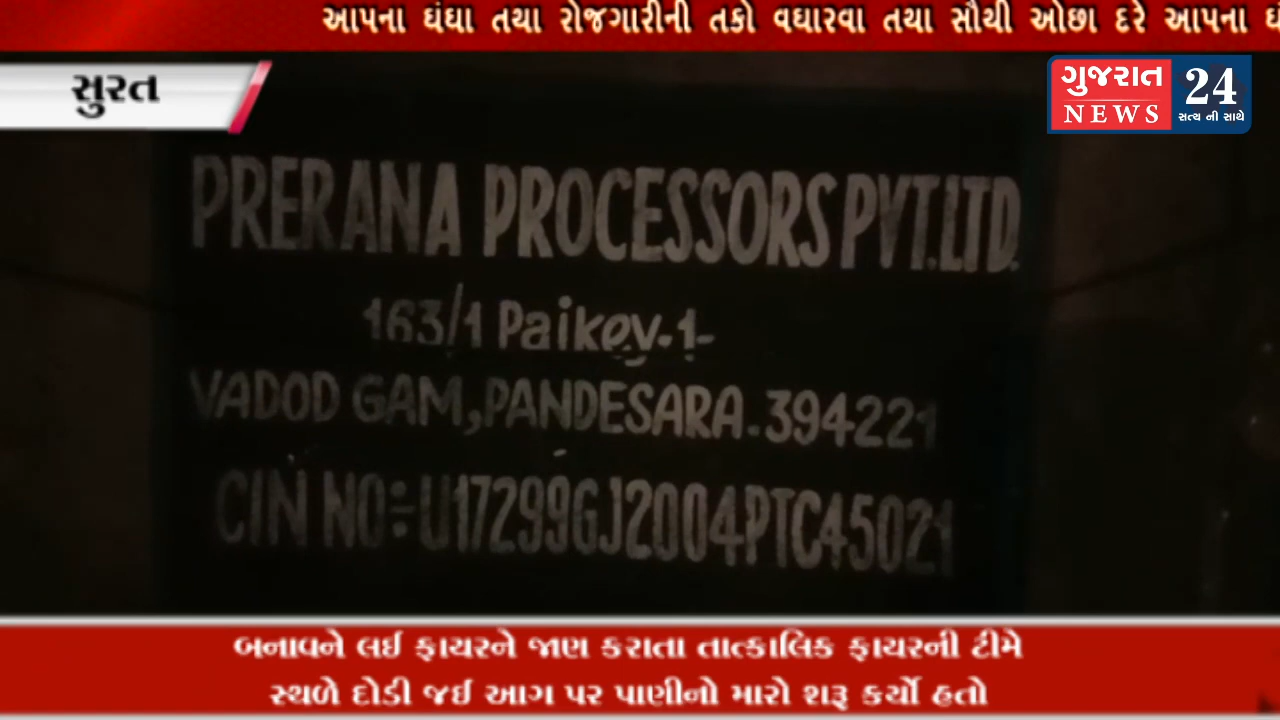 આપના ધંધા તથા રોજગારીની તકો વધારવા તથા સૌથી ઓછા દરે આપના
સુરત
ગુજરાત
NEWS
24
સત્ય ની સાથે
PRERANA PROCESSORS PVT.LTD.
163/1 Paikey.1-
VADOD GAM,PANDESARA.394221
CIN NO:-U17299GJ2004PTC45021
બનાવને લઈ ફાયરને જાણ કરાતા તાત્કાલિક ફાયરની ટીમે
સ્થળે દોડી જઈ આગ પર પાણીનો મારો શરૂ કર્યો હતો